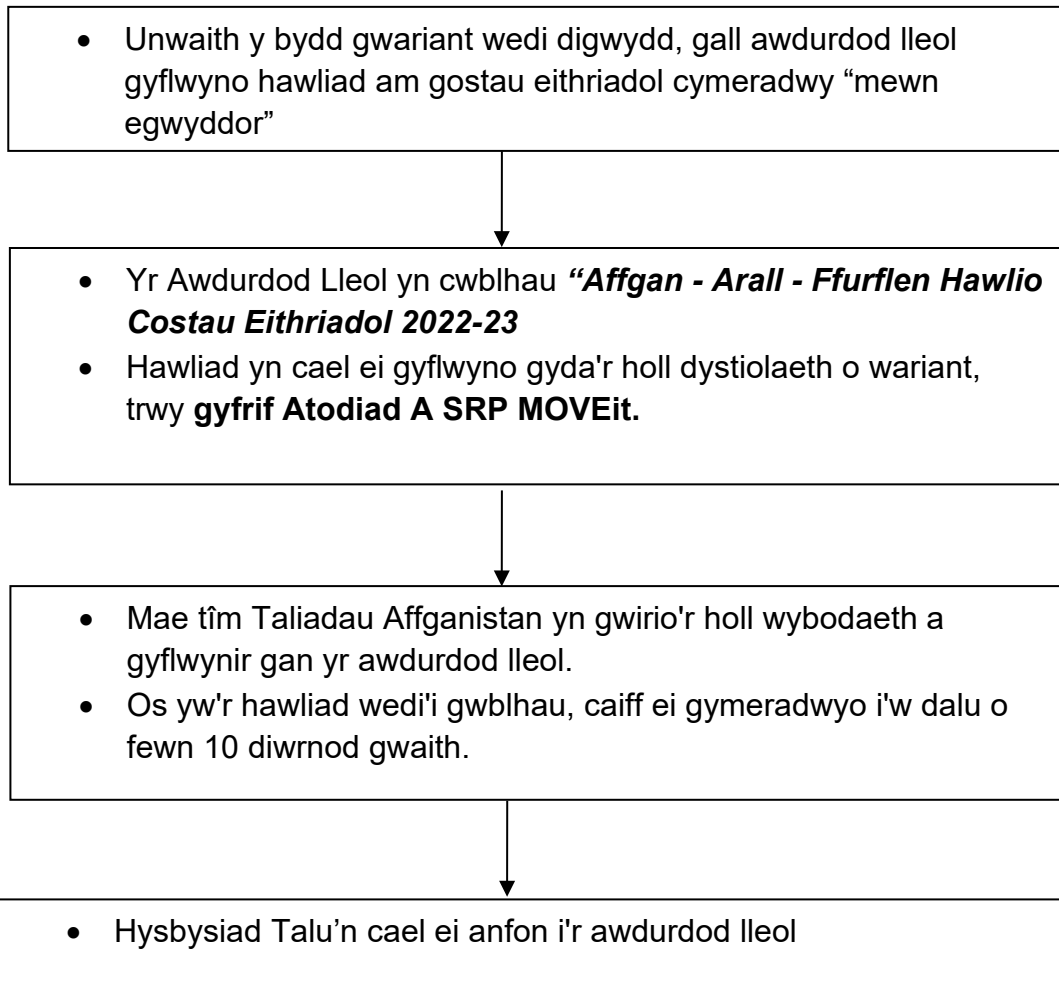 • Unwaith y bydd gwariant wedi digwydd, gall awdurdod lleol
gyflwyno hawliad am gostau eithriadol cymeradwy “mewn
egwyddor”
• Yr Awdurdod Lleol yn cwblhau “Affgan - Arall - Ffurflen Hawlio
Costau Eithriadol 2022-23
• Hawliad yn cael ei gyflwyno gyda'r holl dystiolaeth o wariant,
trwy gyfrif Atodiad A SRP MOVEit.
• Mae tîm Taliadau Affganistan yn gwirio'r holl wybodaeth a
gyflwynir gan yr awdurdod lleol.
• Os yw'r hawliad wedi'i gwblhau, caiff ei gymeradwyo i'w dalu o
fewn 10 diwrnod gwaith.
• Hysbysiad Talu’n cael ei anfon i'r awdurdod lleol